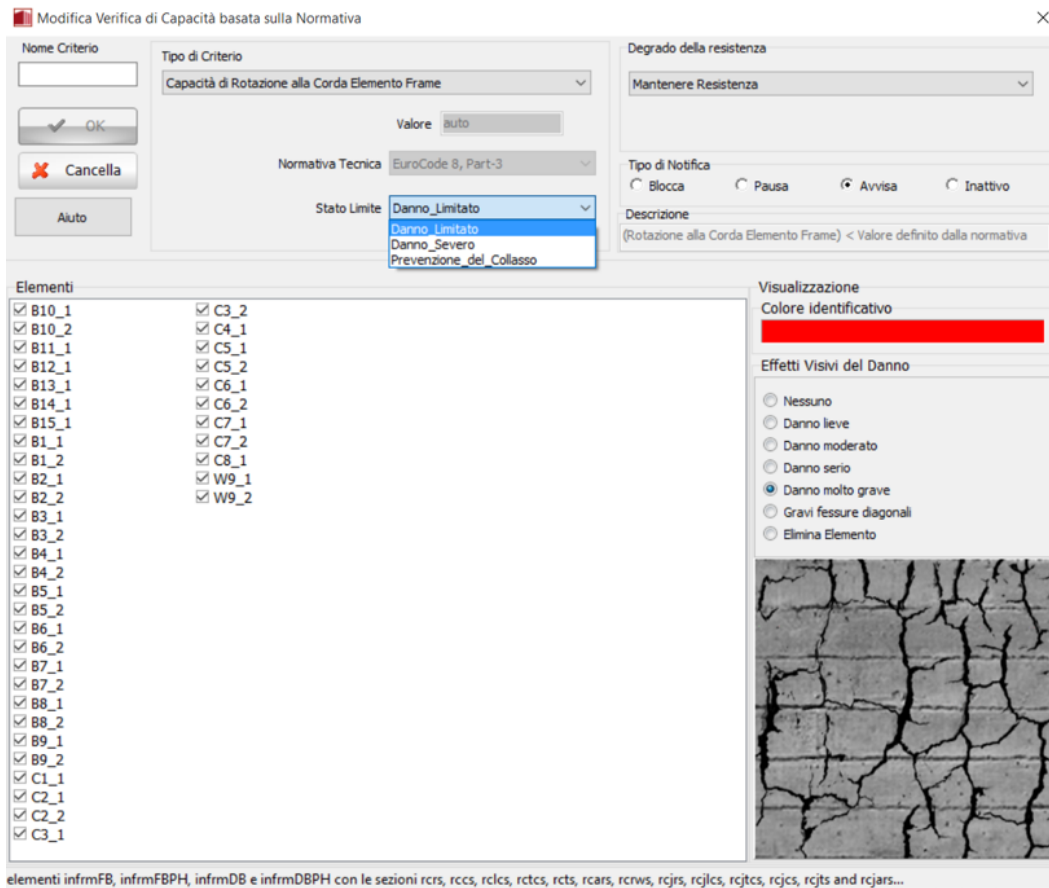 Modifica Verifica di Capacità basata sulla Normativa
Nome Criterio
OK
Cancella
Aiuto
Tipo di Criterio
Capacità di Rotazione alla Corda Elemento Frame
Valore auto
Normativa Tecnica EuroCode 8, Part-3
Stato Limite Danno_Limitato
Danno_Limitato
Danno_Severo
Prevenzione_del_Collasso
Degrado della resistenza
Mantenere Resistenza
Tipo di Notifica
Blocca Pausa Avvisa Inattivo
Descrizione
(Rotazione alla Corda Elemento Frame) < Valore definito dalla normativa
Elementi
B10_1
B10_2
B11_1
B12_1
B13_1
B14_1
B15_1
B1_1
B1_2
B2_1
B2_2
B3_1
B3_2
B4_1
B4_2
B5_1
B5_2
B6_1
B6_2
B7_1
B7_2
B8_1
B8_2
B9_1
B9_2
C1_1
C2_1
C2_2
C3_1
C3_2
C4_1
C5_1
C5_2
C6_1
C6_2
C7_1
C7_2
C8_1
W9_1
W9_2
Visualizzazione
Colore identificativo
Effetti Visivi del Danno
Nessuno
Danno lieve
Danno moderato
Danno serio
Danno molto grave
Gravi fessure diagonali
Elimina Elemento
elementi infrmFB, infrmFBPH, infrmDB e infrmDBPH con le sezioni rcrs, rccs, rclcs, rctcs, rcts, rcars, rcrws, rcjrs, rcjlcs, rcjtcs, rcjcs, rcjts and rcjars...